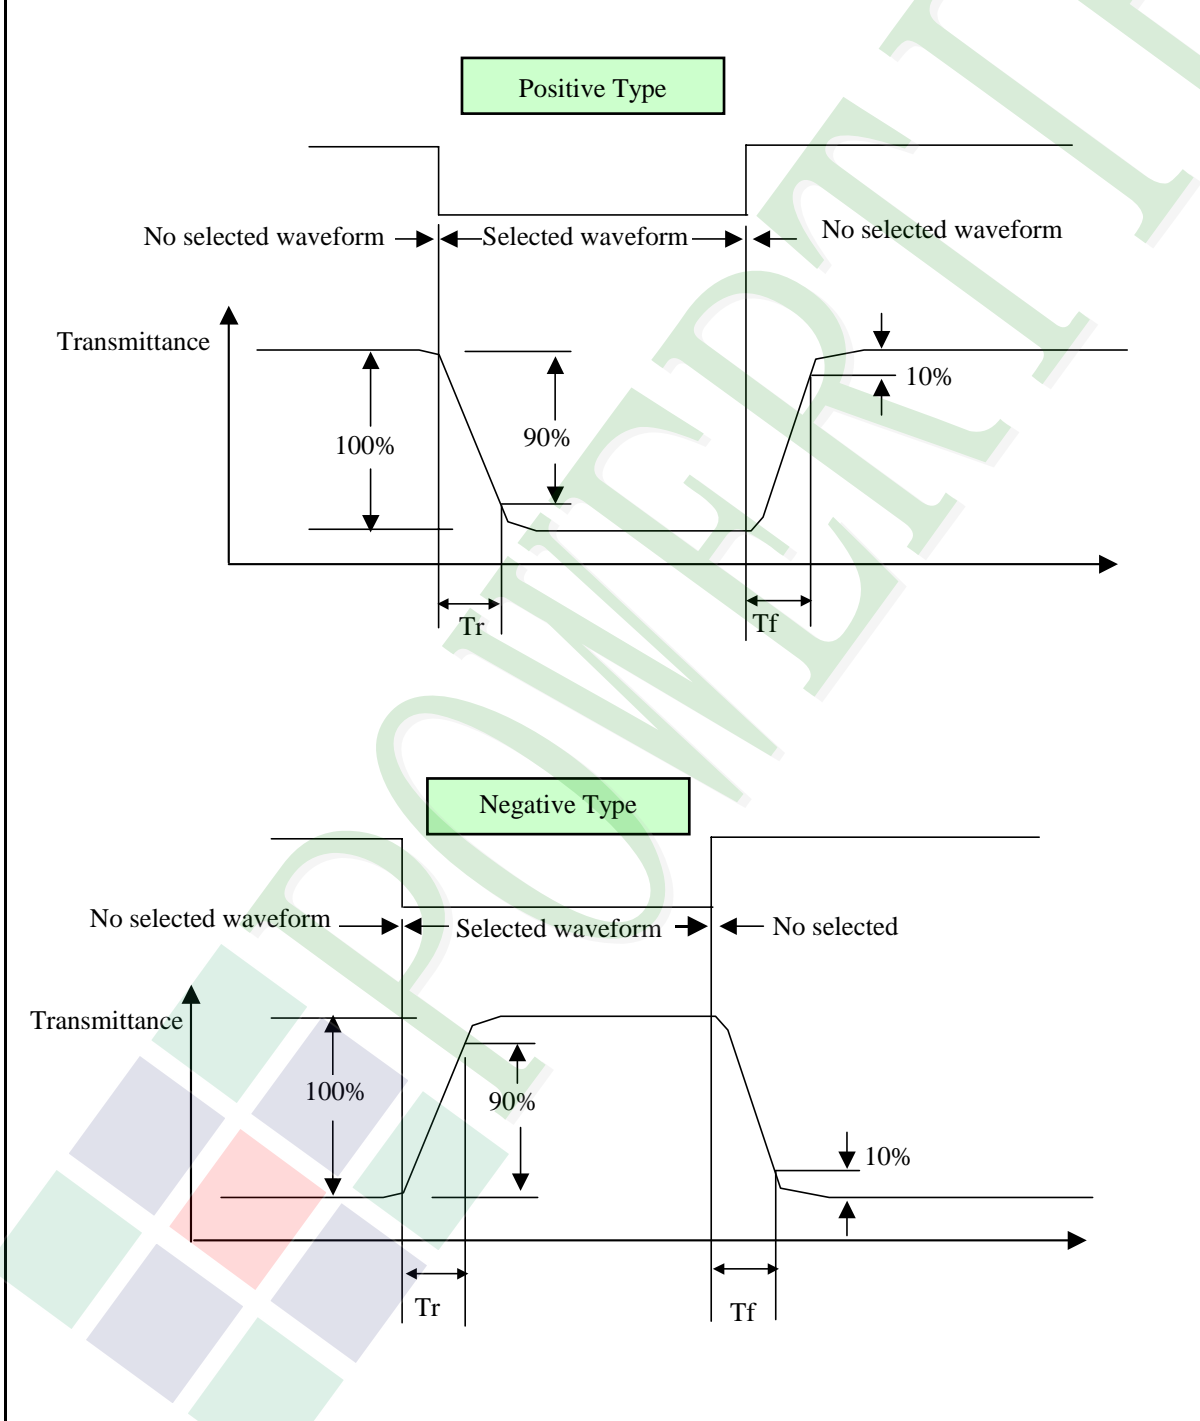 Positive Type
No selected waveform
Selected waveform
No selected waveform
Transmittance
10%
90%
100%
Tr
Tf
Negative Type
No selected waveform
Selected waveform
No selected
Transmittance
100%
90%
10%
Tr
Tf
POWERTI